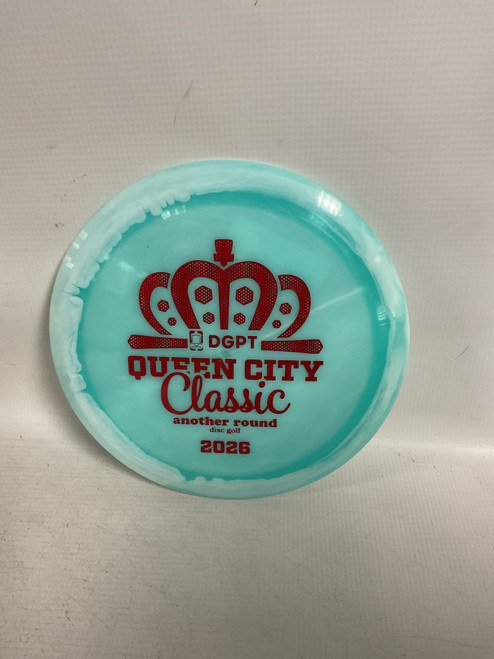 DGPT
QUEEN CITY
Classic
another round
disc golf
2026